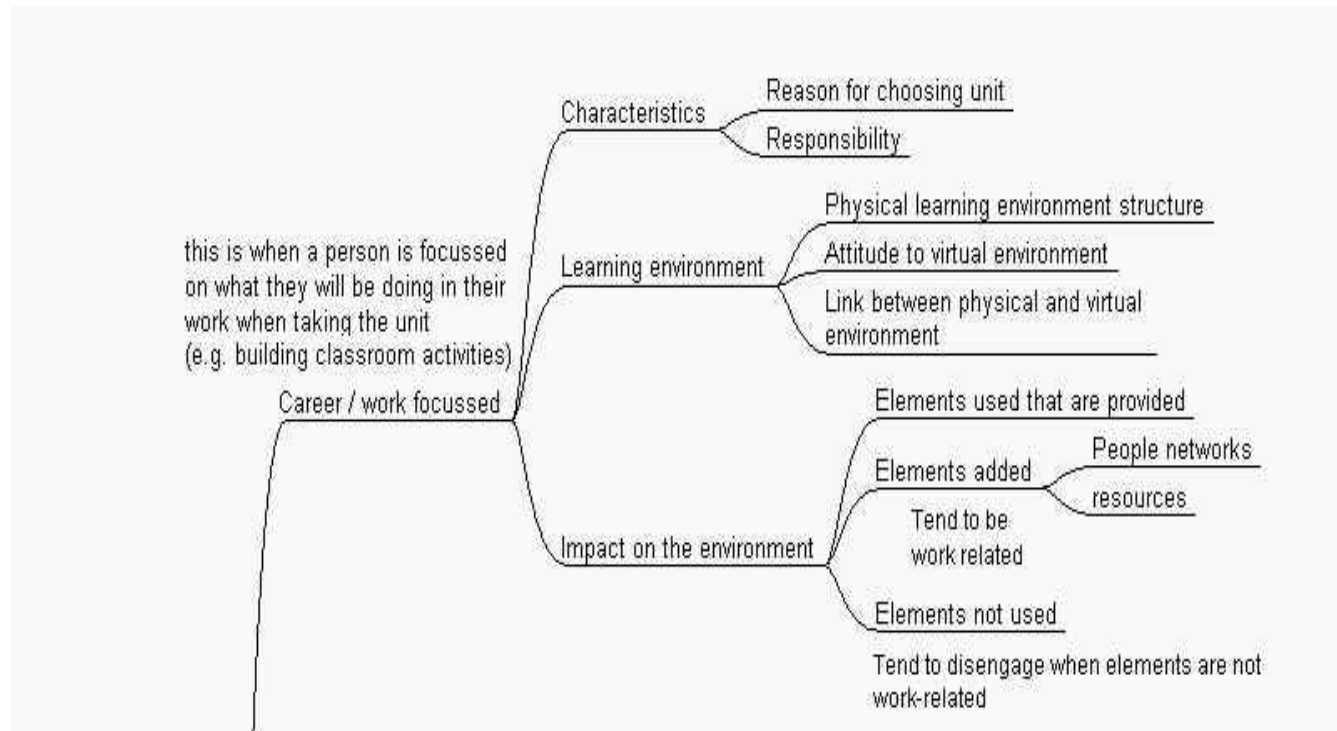 Reason for choosing unit
Characteristics
Responsibility
Physical learning environment structure
this is when a person is focussed
on what they will be doing in their
work when taking the unit
(e.g. building classroom activities)
Learning environment
Attitude to virtual environment
Link between physical and virtual
environment
Career / work focussed
Elements used that are provided
People networks
Elements added
resources
Tend to be
work related
Impact on the environment
Elements not used
Tend to disengage when elements are not
work-related